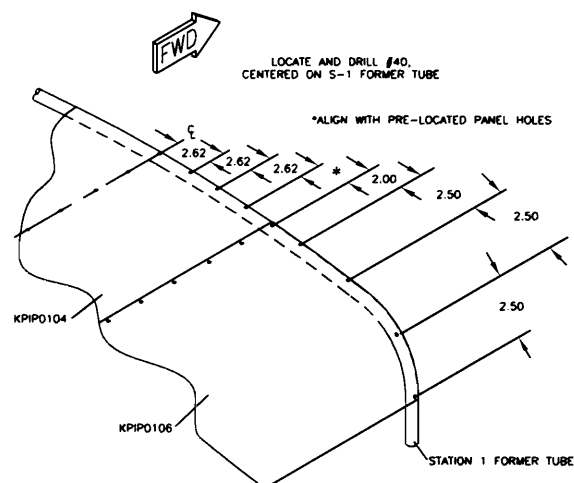 FWD
LOCATE AND DRILL #40,
CENTERED ON S-1 FORMER TUBE
*ALIGN WITH PRE-LOCATED PANEL HOLES
℄
2.62
2.62
2.62
*
2.00
2.50
2.50
2.50
KPIP0104
KPIP0106
STATION 1 FORMER TUBE